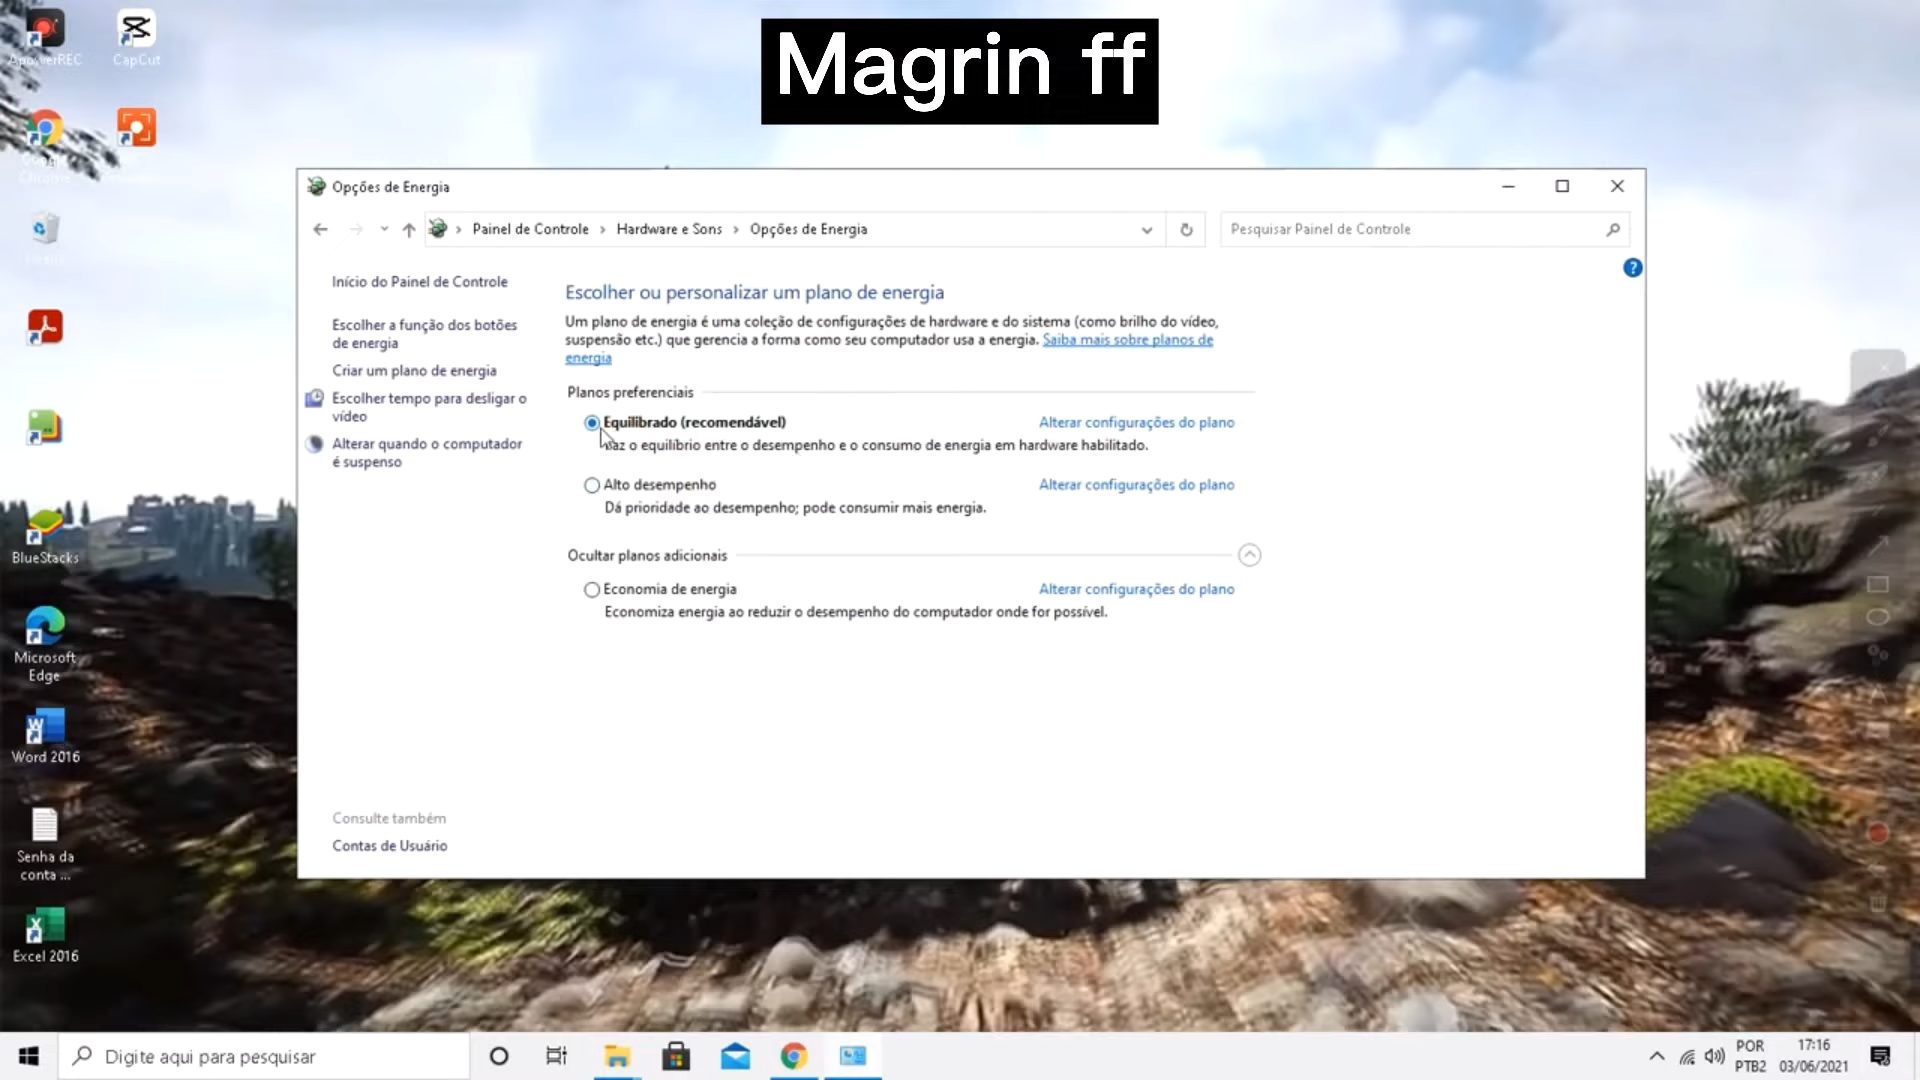 Magrin ff
ApowerREC
CapCut
Google
Chrome
BlueStacks
Microsoft
Edge
Word 2016
Senha da
conta ...
Excel 2016
Opções de Energia
Painel de Controle > Hardware e Sons > Opções de Energia
Pesquisar Painel de Controle
Início do Painel de Controle
Escolher a função dos botões
de energia
Criar um plano de energia
Escolher tempo para desligar o
vídeo
Alterar quando o computador
é suspenso
Consulte também
Contas de Usuário
Escolher ou personalizar um plano de energia
Um plano de energia é uma coleção de configurações de hardware e do sistema (como brilho do vídeo,
suspensão etc.) que gerencia a forma como seu computador usa a energia. Saiba mais sobre planos de
energia
Planos preferenciais
Equilibrado (recomendável) Alterar configurações do plano
az o equilíbrio entre o desempenho e o consumo de energia em hardware habilitado.
Alto desempenho Alterar configurações do plano
Dá prioridade ao desempenho; pode consumir mais energia.
Ocultar planos adicionais
Economia de energia Alterar configurações do plano
Economiza energia ao reduzir o desempenho do computador onde for possível.
Digite aqui para pesquisar
POR
PTB2
17:16
03/06/2021